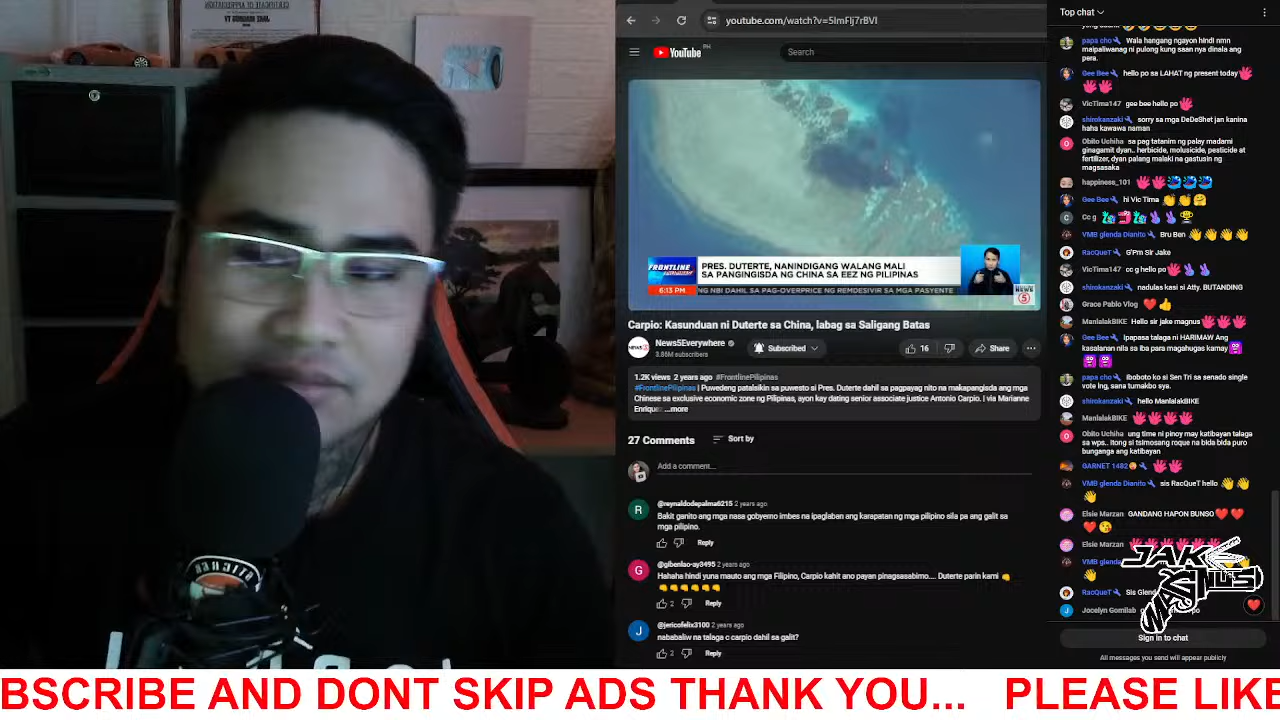 CERTIFICATE OF APPRECIATION
youtube.com/watch?v=5ImFIj7r8VI
YouTube
PH
Search
FRONTLINE
PRES. DUTERTE, NANINDIGANG WALANG MALI
SA PANGINGISDA NG CHINA SA EEZ NG PILIPINAS
6:13 PM
NG NBI DAHIL SA PAG-OVERPRICE NG REMDESIVIR SA MGA PASYENTE
NEWS
5
Carpio: Kasunduan ni Duterte sa China, labag sa Saligang Batas
News5Everywhere
3.86M subscribers
Subscribed
16
Share
1.2K views 2 years ago #FrontlinePilipinas
#FrontlinePilipinas | Puwedeng patalsikin sa puwesto si Pres. Duterte dahil sa pagpayag nito na makapangisda ang mga
Chinese sa exclusive economic zone ng Pilipinas, ayon kay dating senior associate justice Antonio Carpio. | via Marianne
Enrique ...more
27 Comments
Sort by
Add a comment...
R
@reynaldodepalma6215 2 years ago
Bakit ganito ang mga nasa gobyerno imbes na ipaglaban ang karapatan ng mga pilipino sila pa ang galit sa
mga pilipino.
Reply
G
@gibenlao-ay3495 2 years ago
Hahaha hindi yuna mauto ang mga Filipino, Carpio kahit ano payan pinagsasabimo.... Duterte parin kami 👊
👊👊👊👊👊👊
2
Reply
J
@jericofelix3100 2 years ago
nababaliw na talaga c carpio dahil sa galit?
2
Reply
Top chat
papa cho Wala hangang ngayon hindi nmn
maipaliwanag ni pulong kung saan nya dinala ang
pera.
Gee Bee hello po sa LAHAT ng present today
VicTima147 gee bee hello po
shirokanzaki sorry sa mga DeDeShet jan kanina
haha kawawa naman
O
Obito Uchiha sa pag tatanim ng palay madami
ginagamit dyan.. herbicide, molusicide, pesticide at
fertilizer, dyan palang malaki na gastusin ng
magsasaka
happiness_101
Gee Bee hi Vic Tima 👏👏🤗
C
Cc g
VMB glenda Dianito Bru Ben 👋👋👋👋
RacQueT G'Pm Sir Jake
VicTima147 cc g hello po
shirokanzaki nadulas kasi si Atty. BUTANDING
Grace Pablo Vlog ❤️👍
ManlalakBIKE Hello sir jake magnus
Gee Bee Ipapasa talaga ni HARIMAW Ang
kasalanan nila sa iba para magahugas kamay
papa cho Iboboto ko si Sen Tri sa senado single
vote lng, sana tumakbo sya.
shirokanzaki hello ManlalakBIKE
ManlalakBIKE
O
Obito Uchiha ung time ni pinoy may katibayan talaga
sa wps.. itong si tsimosang roque na bida bida puro
bunganga ang katibayan
GARNET 1482
VMB glenda Dianito sis RacQueT hello 👋👋
👋
Elsie Marzan GANDANG HAPON BUNSO❤️❤️
❤️😘
Elsie Marzan
VMB
RacQueT Sis Glend
J
Jocelyn Gomilab po
JAKE
MAGNUS
Sign in to chat
All messages you send will appear publicly
BSCRIBE AND DONT SKIP ADS THANK YOU... PLEASE LIKE